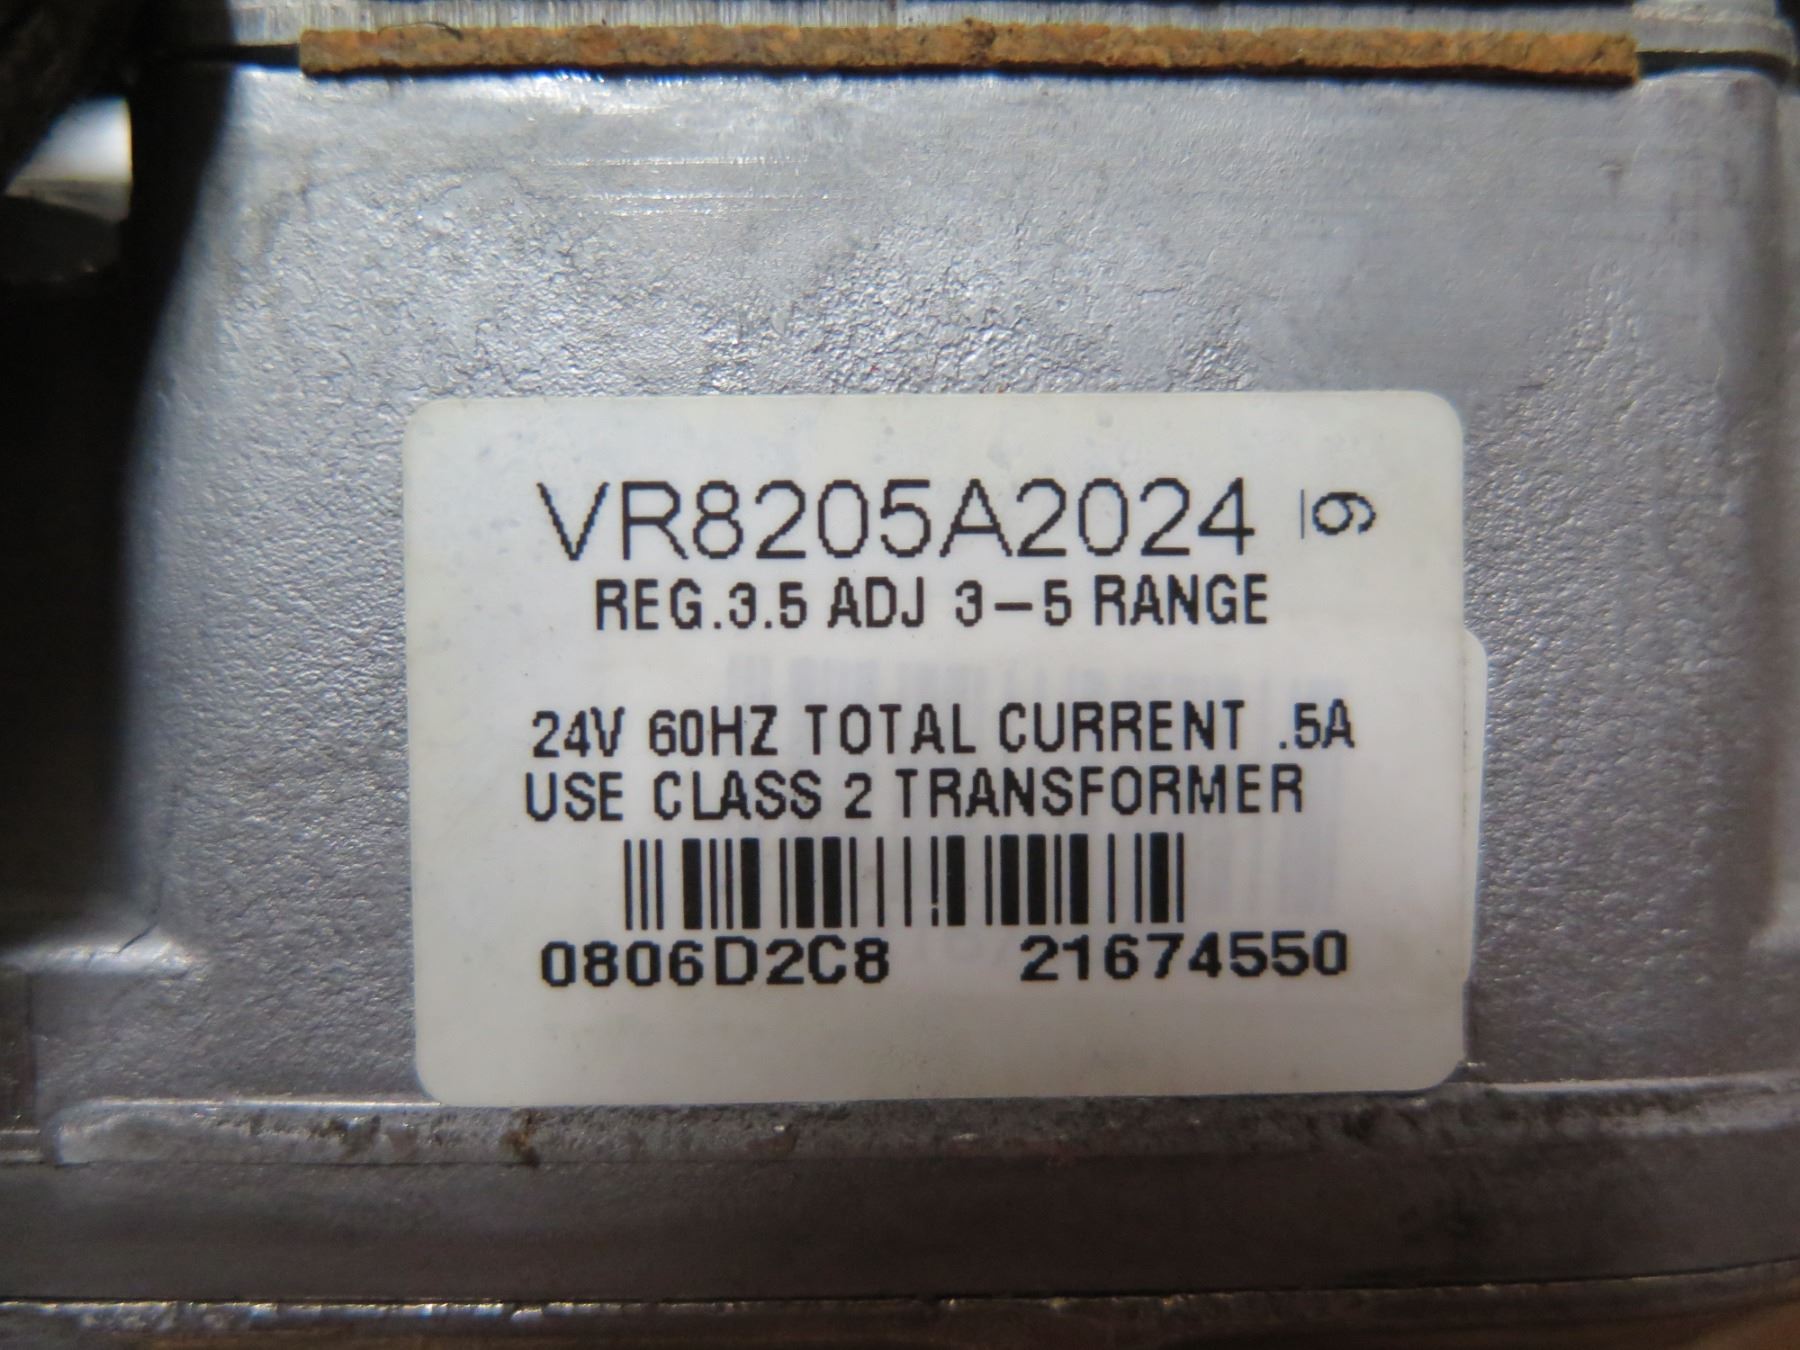 VR8205A2024 6
REG.3.5 ADJ 3-5 RANGE
24V 60HZ TOTAL CURRENT .5A
USE CLASS 2 TRANSFORMER
0806D2C8 21674550